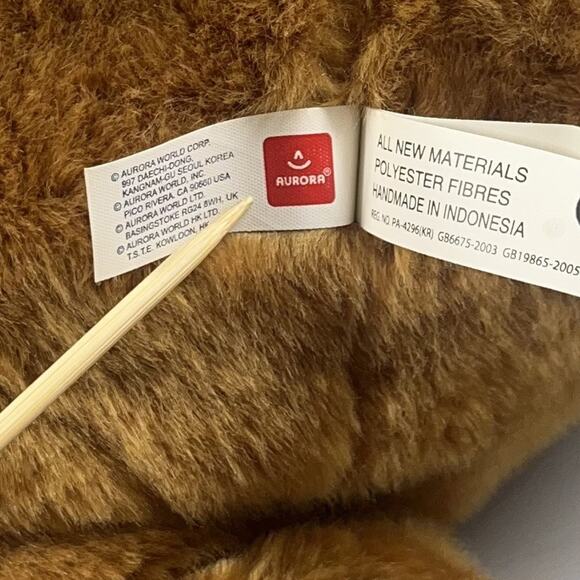 © AURORA WORLD CORP.
997 DAECHI-DONG,
KANGNAM-GU SEOUL KOREA
© AURORA WORLD, INC.
PICO RIVERA, CA 90660 USA
© AURORA WORLD LTD.
BASINGSTOKE RG24 8WH, UK
© AURORA WORLD HK LTD.
T.S.T.E. KOWLOON,
AURORA®
ALL NEW MATERIALS
POLYESTER FIBRES
HANDMADE IN INDONESIA
REG. NO. PA-4296(KR) GB6675-2003 GB19865-2005